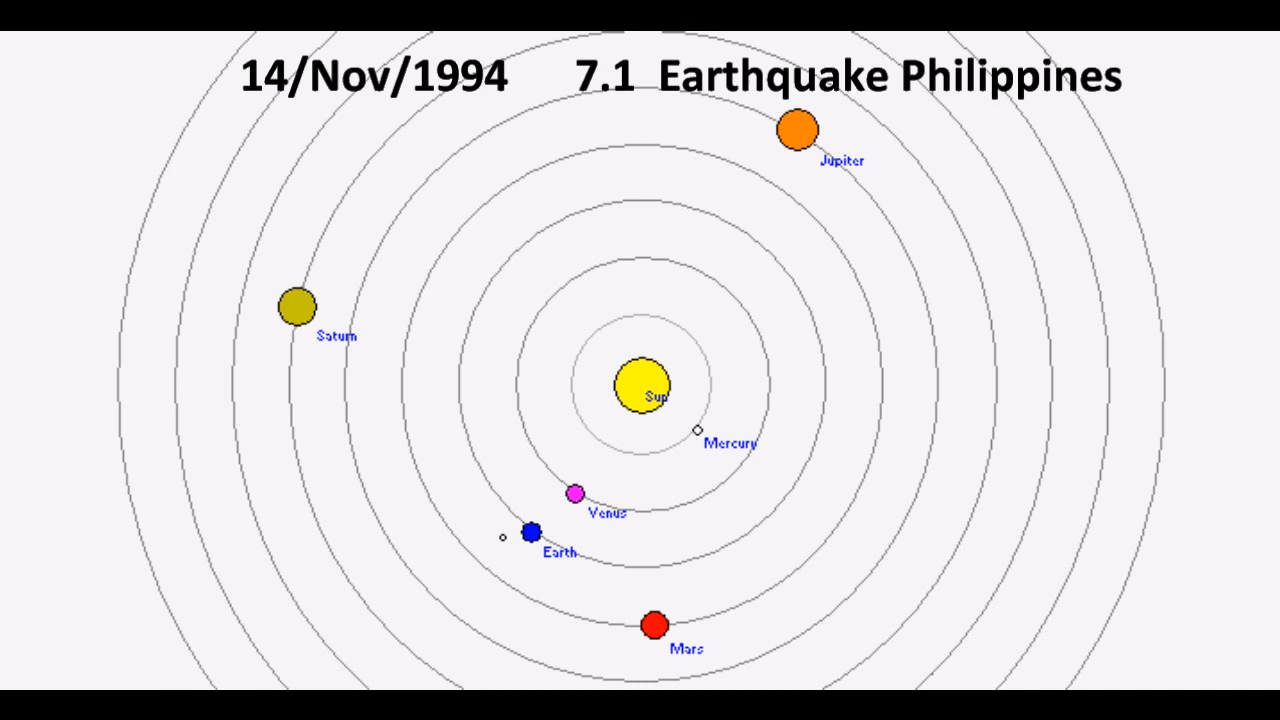 14/Nov/1994 7.1 Earthquake Philippines
Jupiter
Saturn
Sun
Mercury
Venus
Earth
Mars